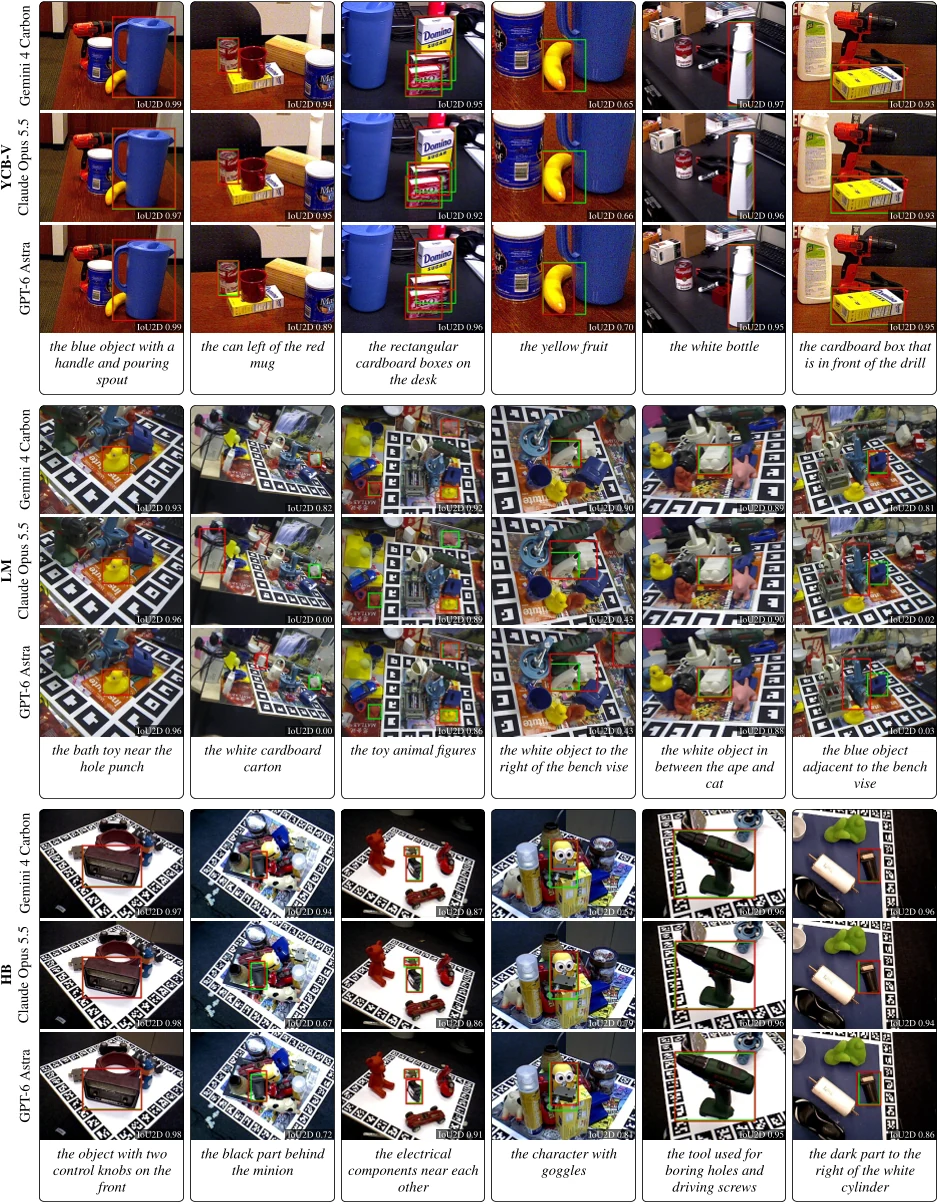 YCB-V
Gemini 4 Carbon
IoU2D 0.99
IoU2D 0.94
IoU2D 0.95
IoU2D 0.65
IoU2D 0.97
IoU2D 0.93
Claude Opus 5.5
IoU2D 0.97
IoU2D 0.95
IoU2D 0.92
IoU2D 0.66
IoU2D 0.96
IoU2D 0.93
GPT-6 Astra
IoU2D 0.99
IoU2D 0.89
IoU2D 0.96
IoU2D 0.70
IoU2D 0.95
IoU2D 0.95
Domino
SUGAR
Domino
SUGAR
Domino
SUGAR
the blue object with a
handle and pouring
spout
the can left of the red
mug
the rectangular
cardboard boxes on
the desk
the yellow fruit
the white bottle
the cardboard box that
is in front of the drill
LM
Gemini 4 Carbon
IoU2D 0.93
IoU2D 0.82
IoU2D 0.92
IoU2D 0.90
IoU2D 0.89
IoU2D 0.81
Claude Opus 5.5
IoU2D 0.96
IoU2D 0.00
IoU2D 0.89
IoU2D 0.43
IoU2D 0.90
IoU2D 0.02
GPT-6 Astra
IoU2D 0.96
IoU2D 0.00
IoU2D 0.86
IoU2D 0.43
IoU2D 0.88
IoU2D 0.03
the bath toy near the
hole punch
the white cardboard
carton
the toy animal figures
the white object to the
right of the bench vise
the white object in
between the ape and
cat
the blue object
adjacent to the bench
vise
HB
Gemini 4 Carbon
IoU2D 0.97
IoU2D 0.94
IoU2D 0.87
IoU2D 0.57
IoU2D 0.96
IoU2D 0.96
Claude Opus 5.5
IoU2D 0.98
IoU2D 0.67
IoU2D 0.86
IoU2D 0.79
IoU2D 0.96
IoU2D 0.94
GPT-6 Astra
IoU2D 0.98
IoU2D 0.72
IoU2D 0.91
IoU2D 0.81
IoU2D 0.95
IoU2D 0.86
the object with two
control knobs on the
front
the black part behind
the minion
the electrical
components near each
other
the character with
goggles
the tool used for
boring holes and
driving screws
the dark part to the
right of the white
cylinder